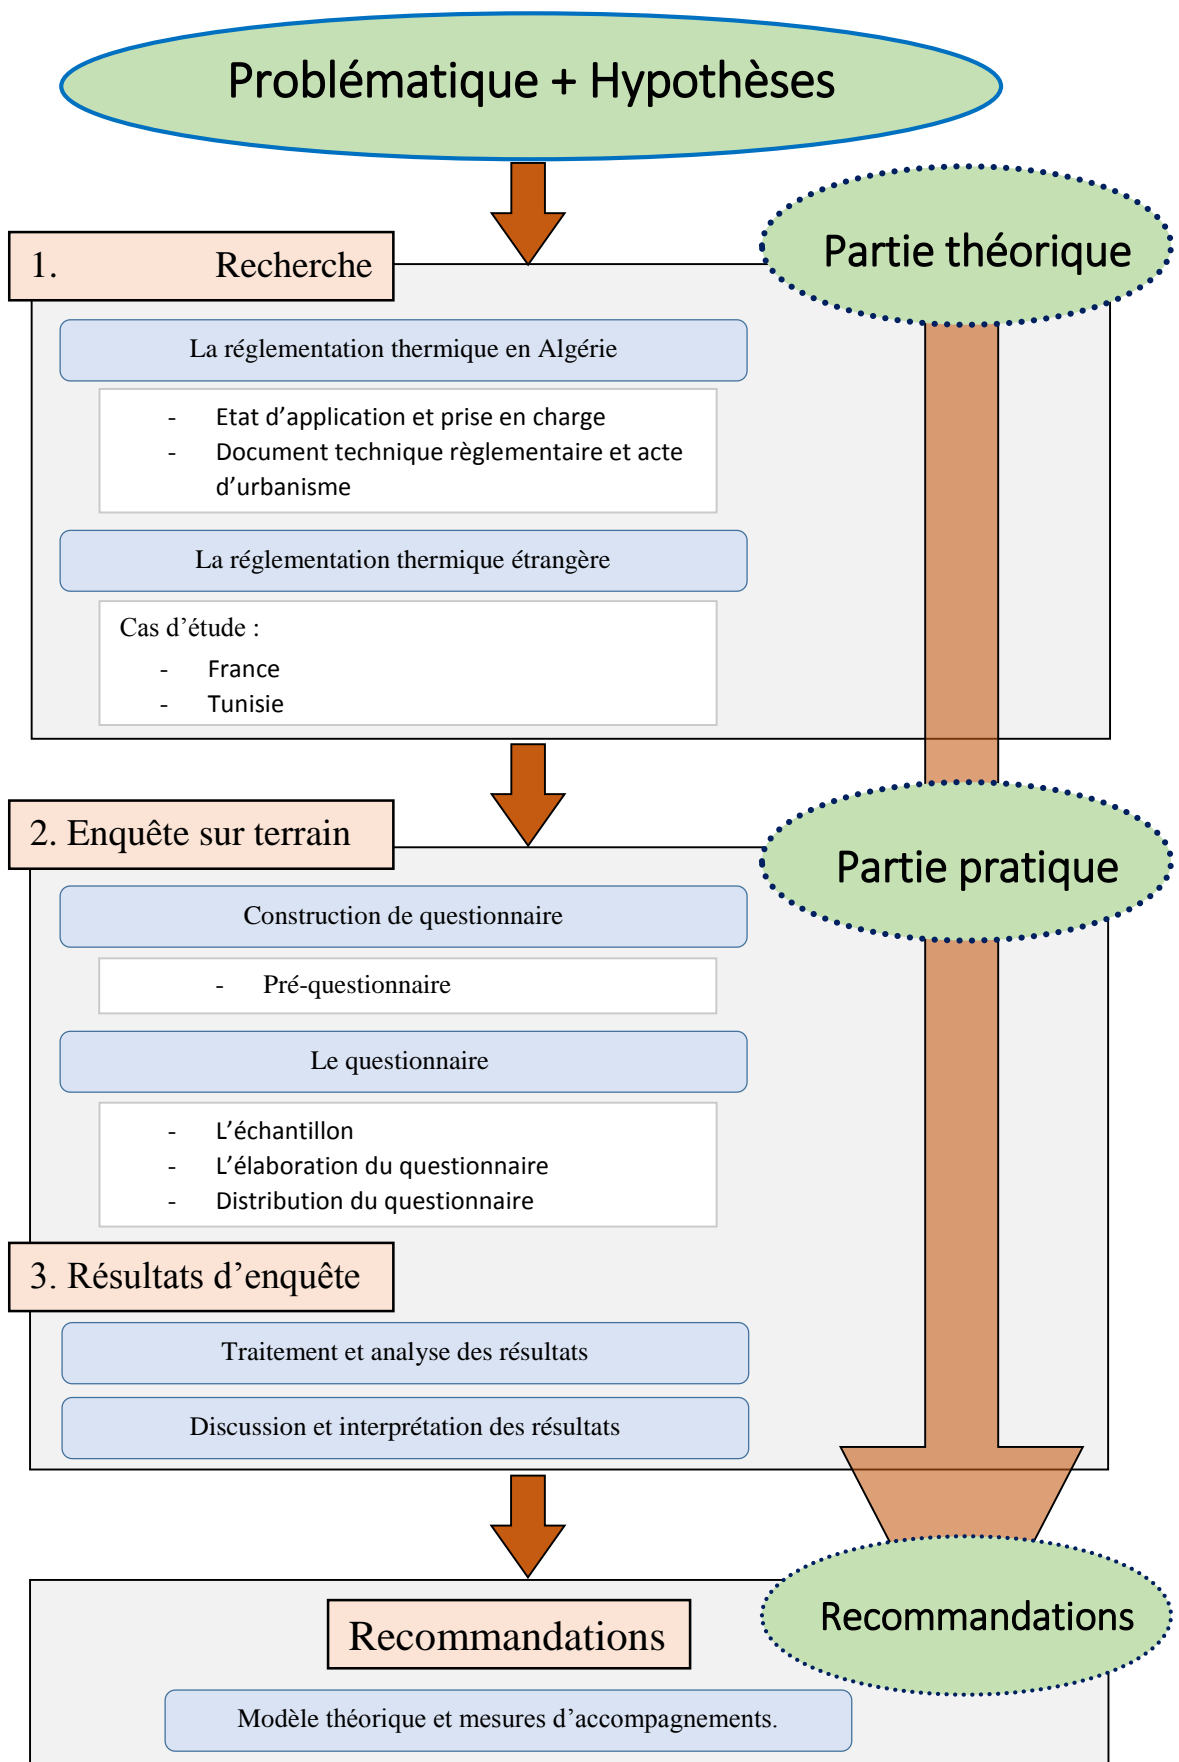 Problématique + Hypothèses
Partie théorique
1. Recherche
La réglementation thermique en Algérie
- Etat d’application et prise en charge
- Document technique règlementaire et acte
d’urbanisme
La réglementation thermique étrangère
Cas d’étude :
- France
- Tunisie
2. Enquête sur terrain
Partie pratique
Construction de questionnaire
- Pré-questionnaire
Le questionnaire
- L’échantillon
- L’élaboration du questionnaire
- Distribution du questionnaire
3. Résultats d’enquête
Traitement et analyse des résultats
Discussion et interprétation des résultats
Recommandations
Recommandations
Modèle théorique et mesures d’accompagnements.